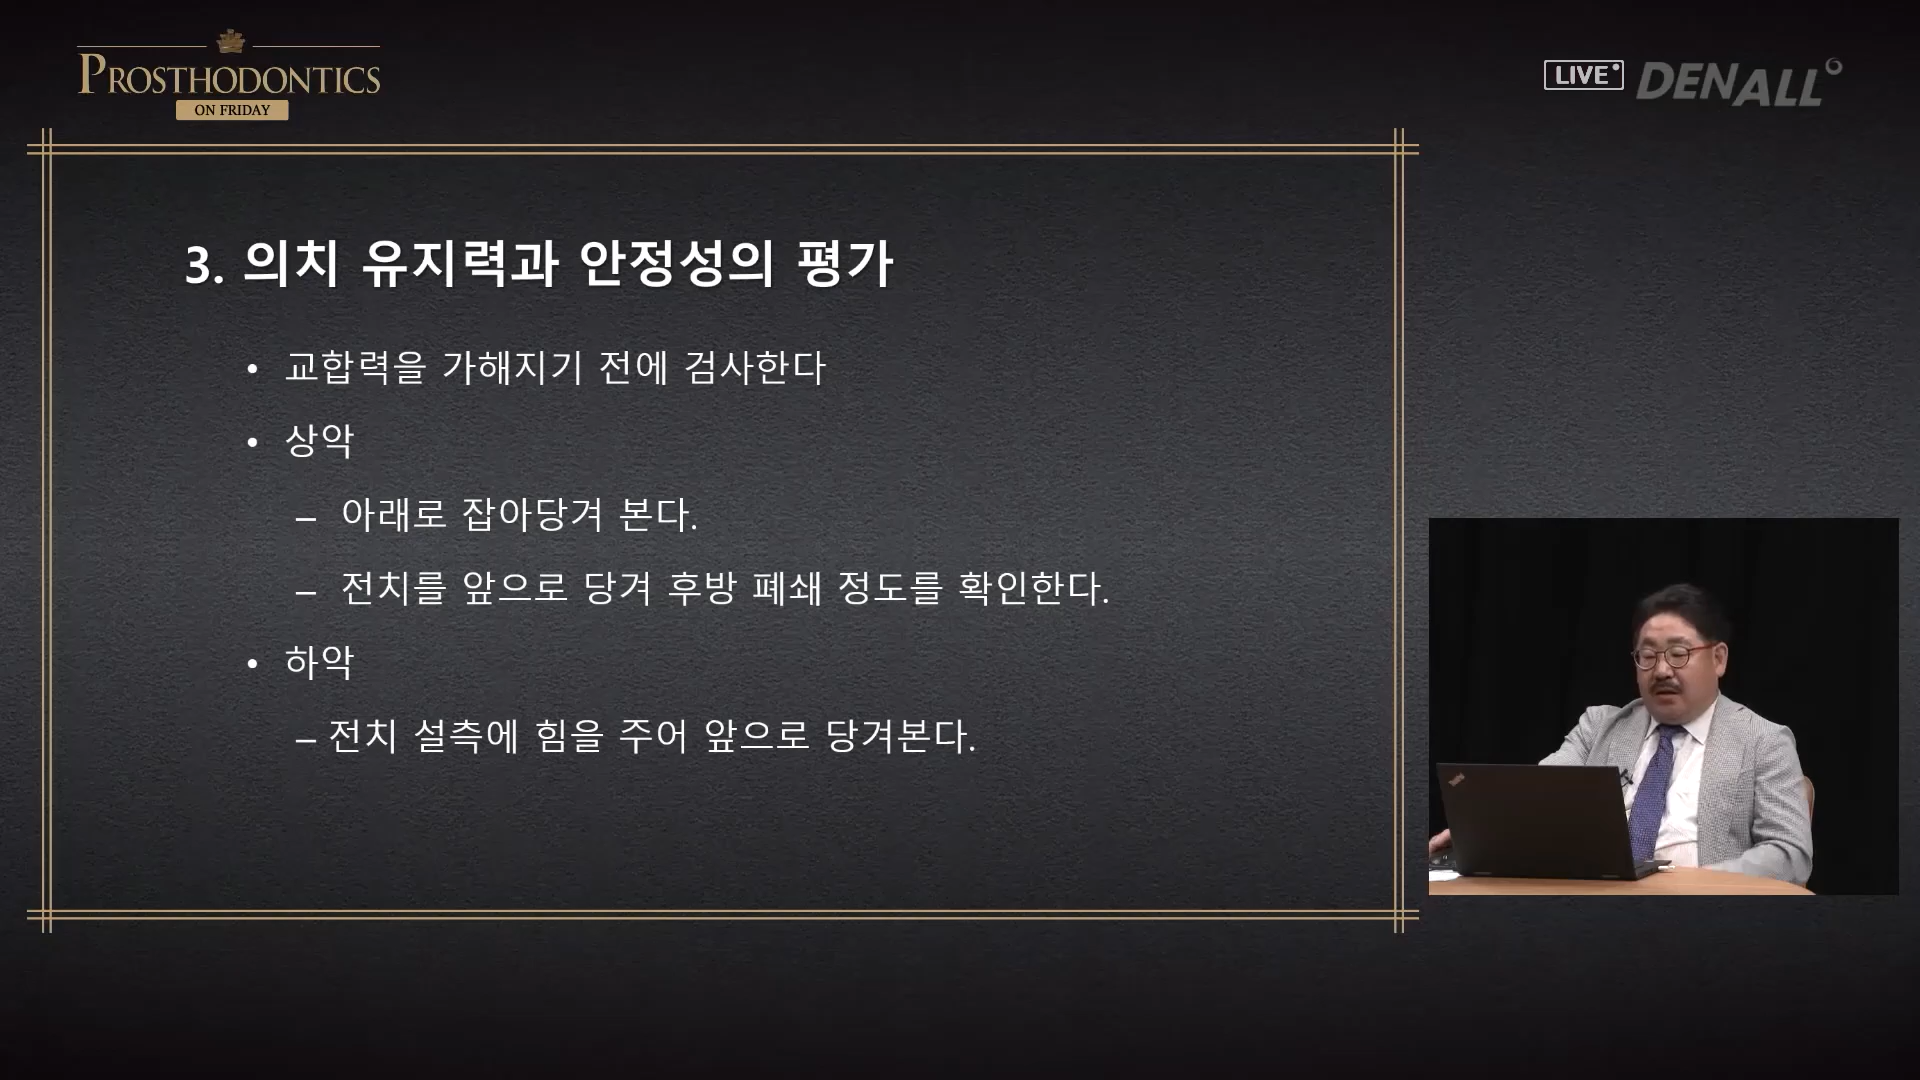 PROSTHODONTICS
ON FRIDAY
LIVE
DENALL
3. 의치 유지력과 안정성의 평가
• 교합력을 가해지기 전에 검사한다
• 상악
– 아래로 잡아당겨 본다.
– 전치를 앞으로 당겨 후방 폐쇄 정도를 확인한다.
• 하악
– 전치 설측에 힘을 주어 앞으로 당겨본다.